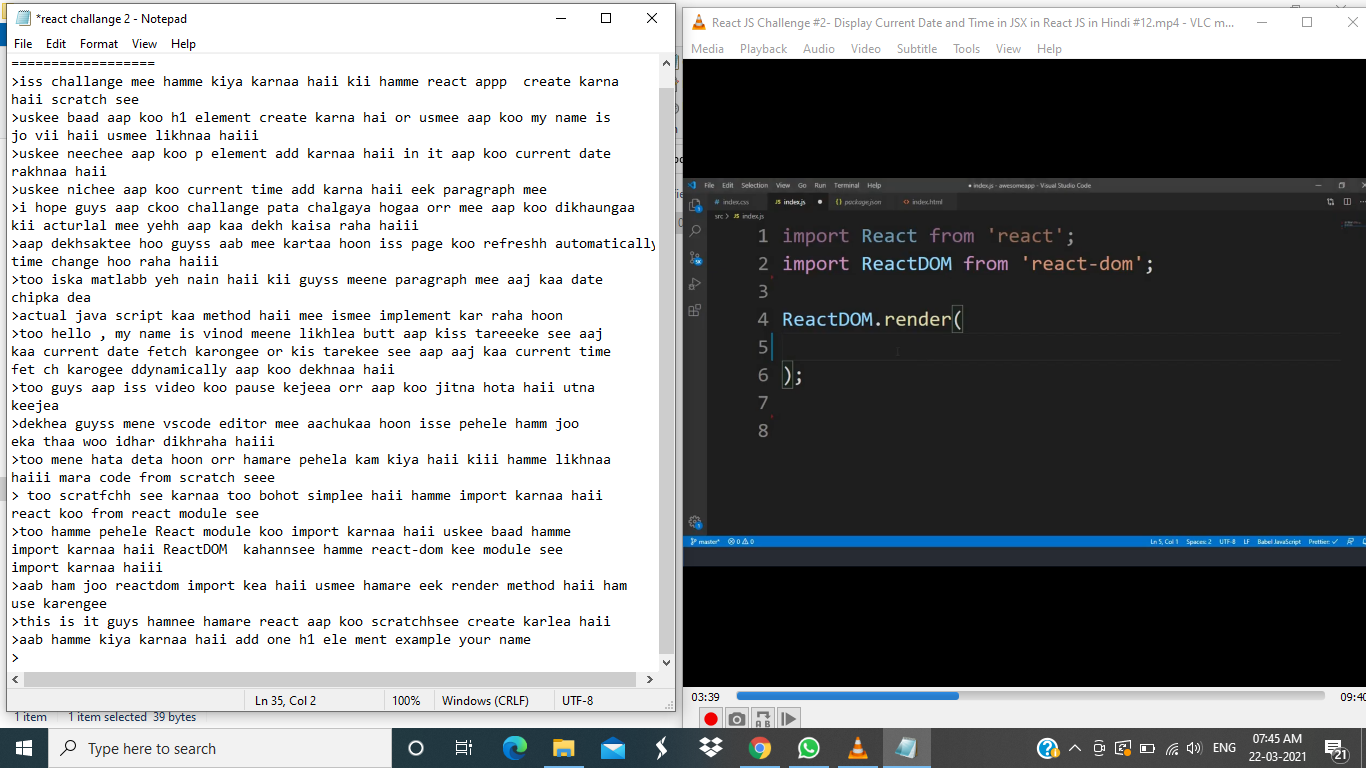 *react challange 2 - Notepad
File Edit Format View Help
==================
>iss challange mee hamme kiya karnaa haii kii hamme react appp  create karna
haii scratch see
>uskee baad aap koo h1 element create karna hai or usmee aap koo my name is
jo vii haii usmee likhnaa haiii
>uskee neechee aap koo p element add karnaa haii in it aap koo current date
rakhnaa haii
>uskee nichee aap koo current time add karna haii eek paragraph mee
>i hope guys aap ckoo challange pata chalgaya hogaa orr mee aap koo dikhaungaa
kii acturlal mee yehh aap kaa dekh kaisa raha haiii
>aap dekhsaktee hoo guyss aab mee kartaa hoon iss page koo refreshh automatically
time change hoo raha haiii
>too iska matlabb yeh nain haii kii guyss meene paragraph mee aaj kaa date
chipka dea
>actual java script kaa method haii mee ismee implement kar raha hoon
>too hello , my name is vinod meene likhlea butt aap kiss tareeeke see aaj
kaa current date fetch karongee or kis tarekee see aap aaj kaa current time
fet ch karogee ddynamically aap koo dekhnaa haii
>too guys aap iss video koo pause kejeea orr aap koo jitna hota haii utna
keejea
>dekhea guyss mene vscode editor mee aachukaa hoon isse pehele hamm joo
eka thaa woo idhar dikhraha haiii
>too mene hata deta hoon orr hamare pehela kam kiya haii kiii hamme likhnaa
haiii mara code from scratch seee
> too scratfchh see karnaa too bohot simplee haii hamme import karnaa haii
react koo from react module see
>too hamme pehele React module koo import karnaa haii uskee baad hamme
import karnaa haii ReactDOM  kahannsee hamme react-dom kee module see
import karnaa haiii
>aab ham joo reactdom import kea haii usmee hamare eek render method haii ham
use karengee
>this is it guys hamnee hamare react aap koo scratchhsee create karlea haii
>aab hamme kiya karnaa haii add one h1 ele ment example your name
>
Ln 35, Col 2 100% Windows (CRLF) UTF-8
1 item 1 item selected 39 bytes
React JS Challenge #2- Display Current Date and Time in JSX in React JS in Hindi #12.mp4 - VLC m...
Media Playback Audio Video Subtitle Tools View Help
File Edit Selection View Go Run Terminal Help
● index.js - awesomeapp - Visual Studio Code
# index.css JS index.js ● {} package.json <> index.html
src > JS index.js
1 import React from 'react';
2 import ReactDOM from 'react-dom';
3
4 ReactDOM.render(
5
6 );
7
8
master* 0 0 Ln 5, Col 1 Spaces: 2 UTF-8 LF Babel JavaScript Prettier: ✓
03:39 09:40
A B
Type here to search
ENG
07:45 AM
22-03-2021
21